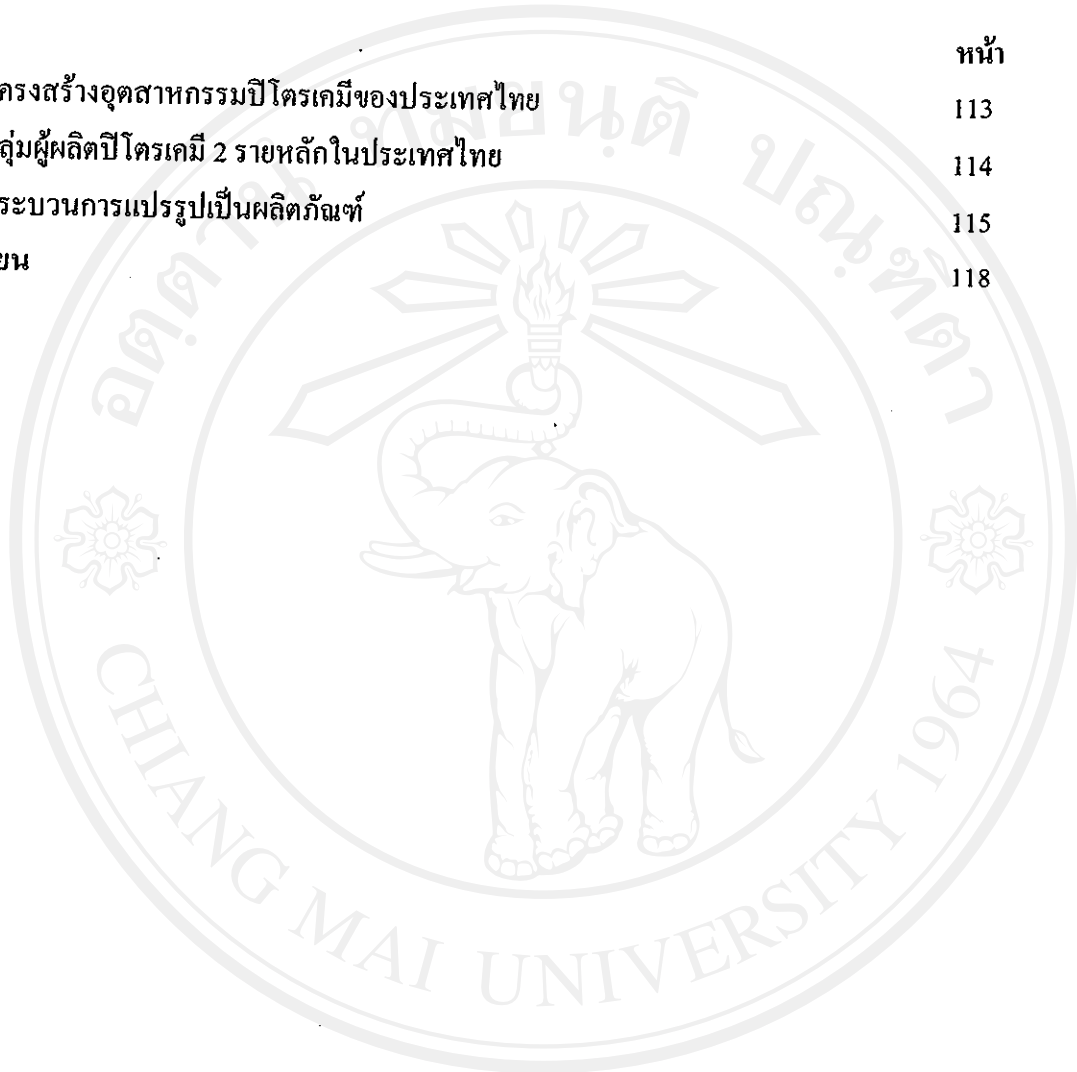 หน้า
ครงสร้างอุตสาหกรรมปิโตรเคมีของประเทศไทย 113
ลุ่มผู้ผลิตปิโตรเคมี 2 รายหลักในประเทศไทย 114
ระบวนการแปรรูปเป็นผลิตภัณฑ์ 115
ยน 118
CHIANG MAI UNIVERSITY 1964